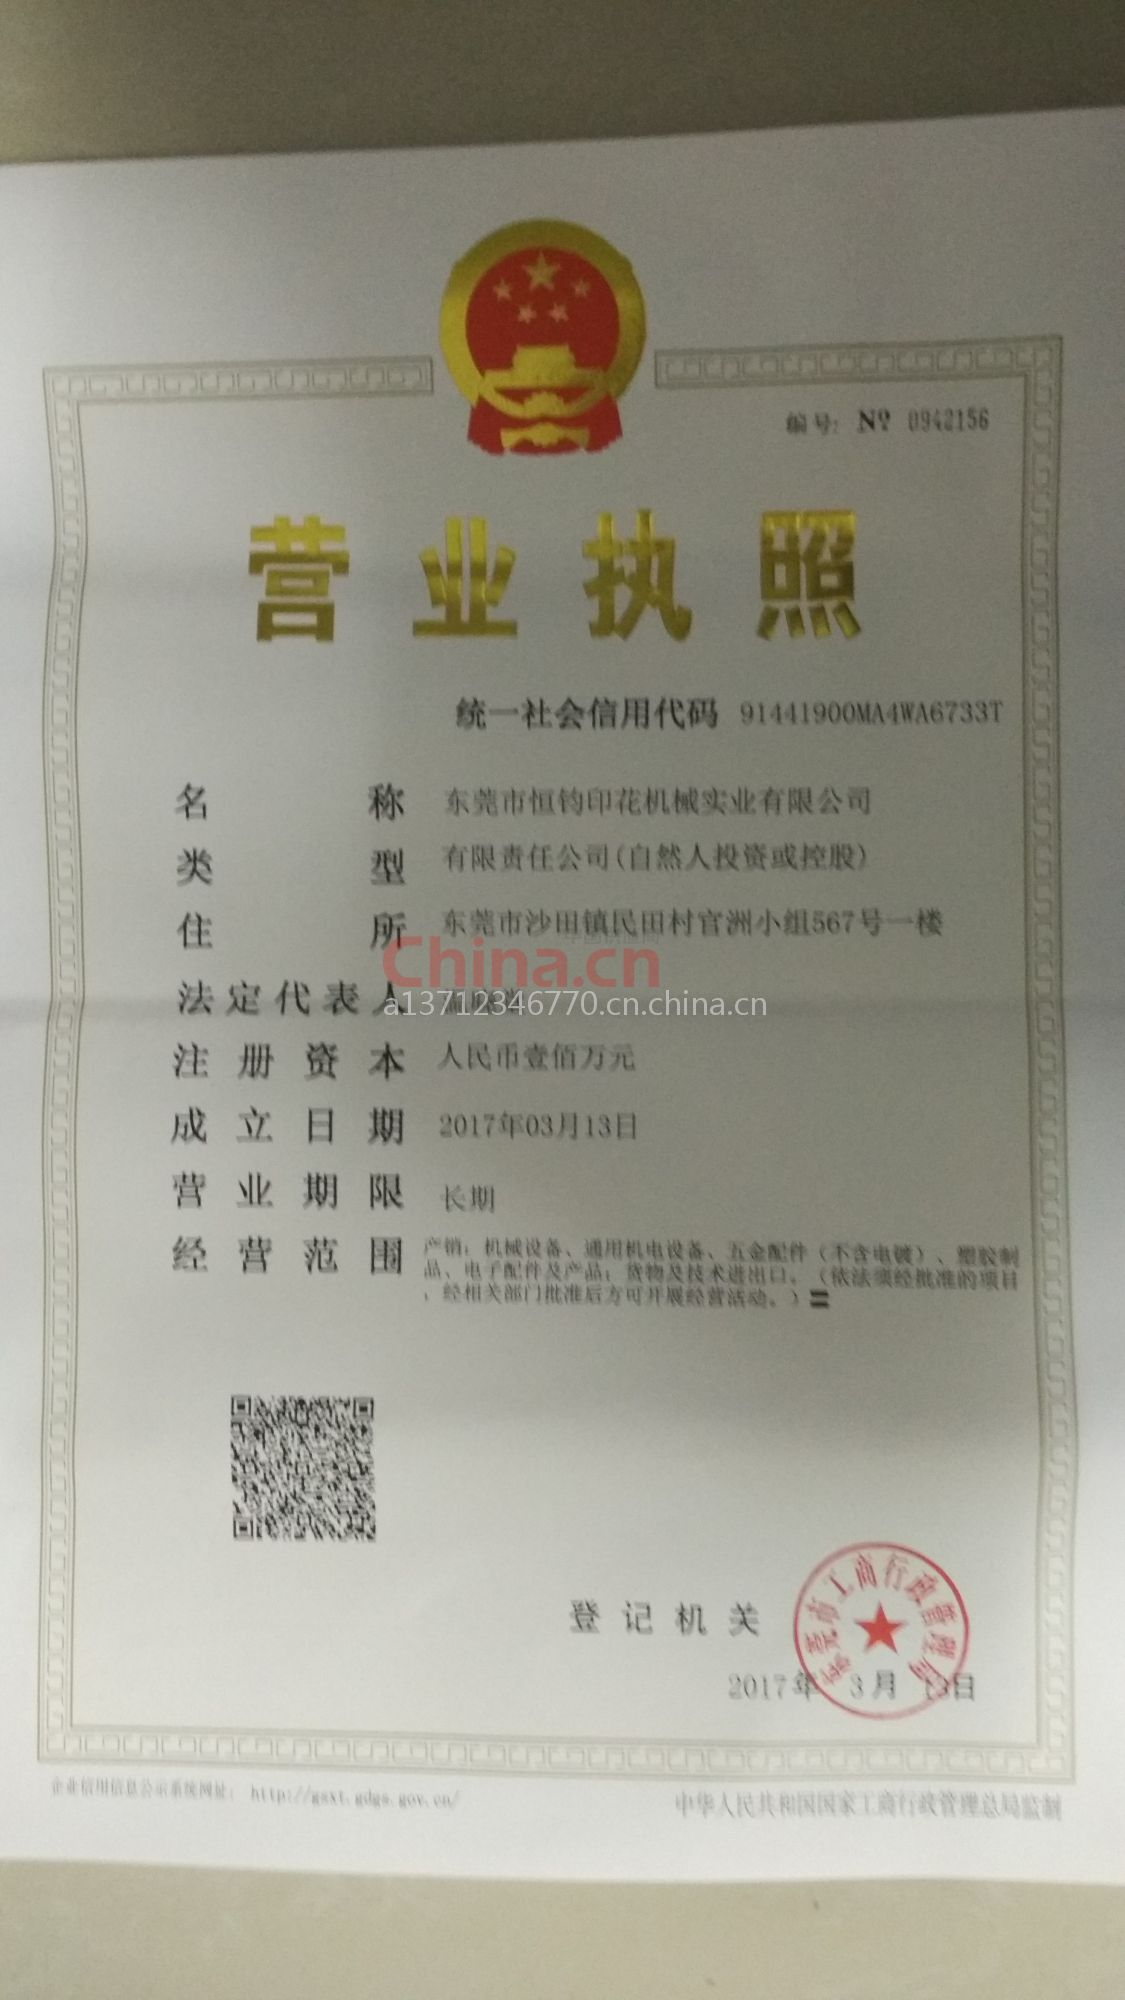 编号: Nº 0942156
营业执照
统一社会信用代码 91441900MA4WA6733T
名称 东莞市恒钧印花机械实业有限公司
类型 有限责任公司(自然人投资或控股)
住所 东莞市沙田镇民田村官洲小组567号一楼
China.cn
法定代表人
a13712346770.cn.china.cn
注册资本 人民币壹佰万元
成立日期 2017年03月13日
营业期限 长期
经营范围 产销：机械设备、通用机电设备、五金配件（不含电镀）、塑胶制
品、电子配件及产品；货物及技术进出口。（依法须经批准的项目
，经相关部门批准后方可开展经营活动。）
东莞市工商行政管理局
登记机关
2017年 3月 13日
企业信用信息公示系统网址: http://gsxt.gdgs.gov.cn/
中华人民共和国国家工商行政管理总局监制